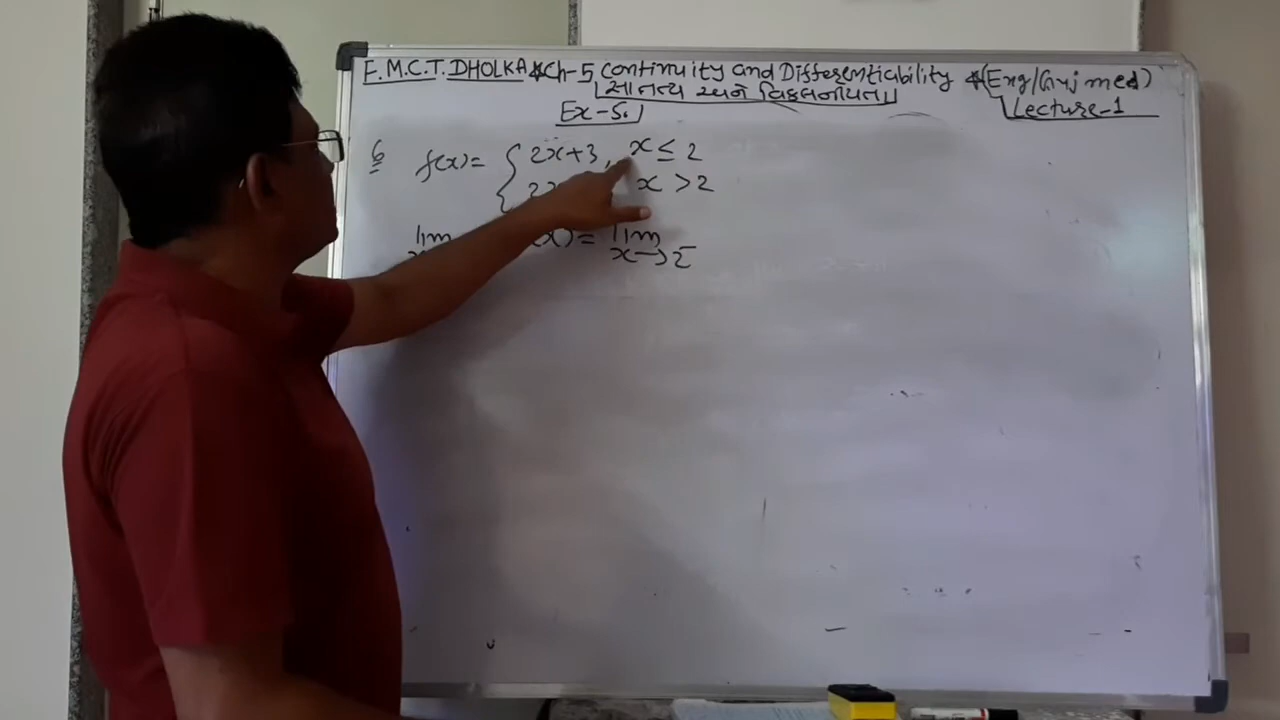 F.M.C.T. DHOLKA * Ch-5 Continuity and Differentiability * (Eng/Guj med)
સાતત્ય અને વિકલનીયતા
Lecture-1
Ex-5.1
6 f(x)= { 2x+3, x ≤ 2
x > 2
lim (x) = lim
x→2⁻